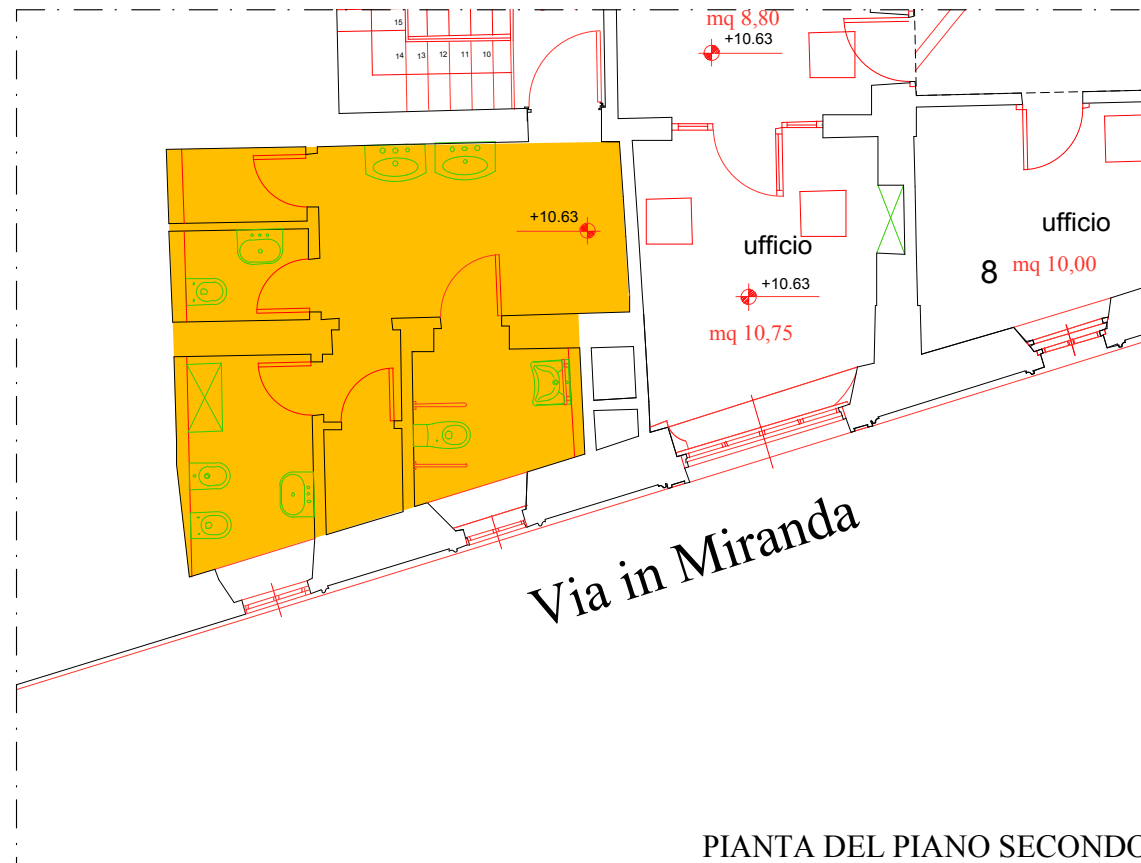 mq 8,80
+10.63
15
14 13 12 11 10
+10.63
ufficio
+10.63
mq 10,75
ufficio
8 mq 10,00
Via in Miranda
PIANTA DEL PIANO SECONDO